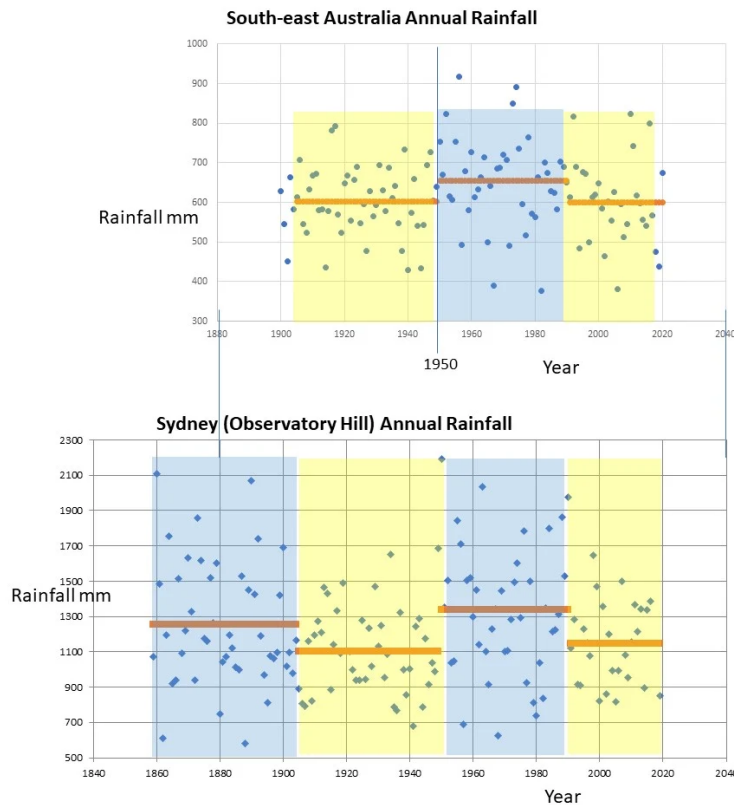 South-east Australia Annual Rainfall
1000
900
800
700
600
500
400
300
Rainfall mm
1880 1900 1920 1940 1960 1980 2000 2020 2040
1950
Year
Sydney (Observatory Hill) Annual Rainfall
2300
2100
1900
1700
1500
1300
1100
900
700
500
Rainfall mm
1840 1860 1880 1900 1920 1940 1960 1980 2000 2020 2040
Year